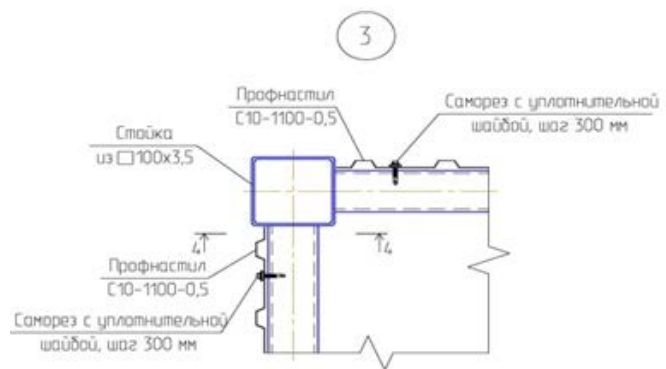 3
Профнастил
С10-1100-0,5
Саморез с уплотнительной
шайбой, шаг 300 мм
Стойка
из □100х3,5
4 4
Профнастил
С10-1100-0,5
Саморез с уплотнительной
шайбой, шаг 300 мм